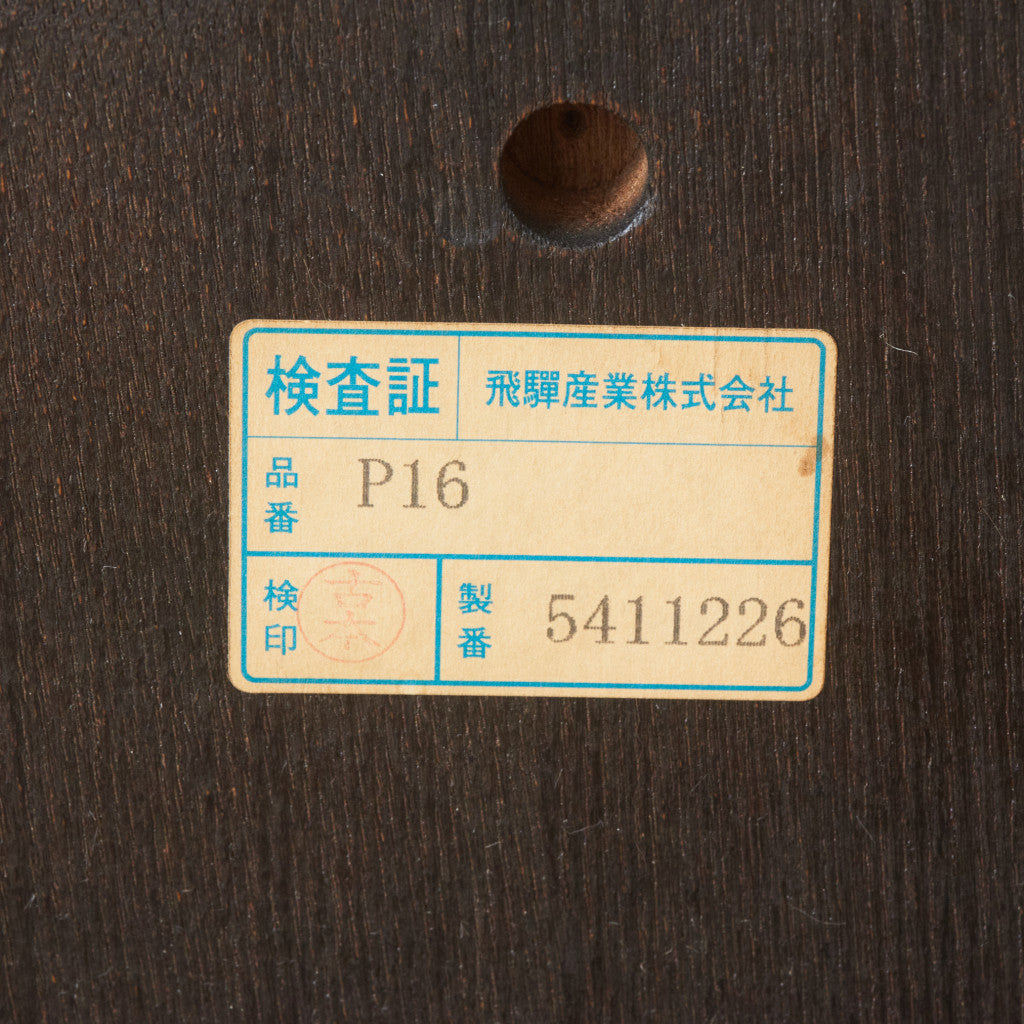 検査証 飛驒産業株式会社
品番 P16
検印
製番 5411226